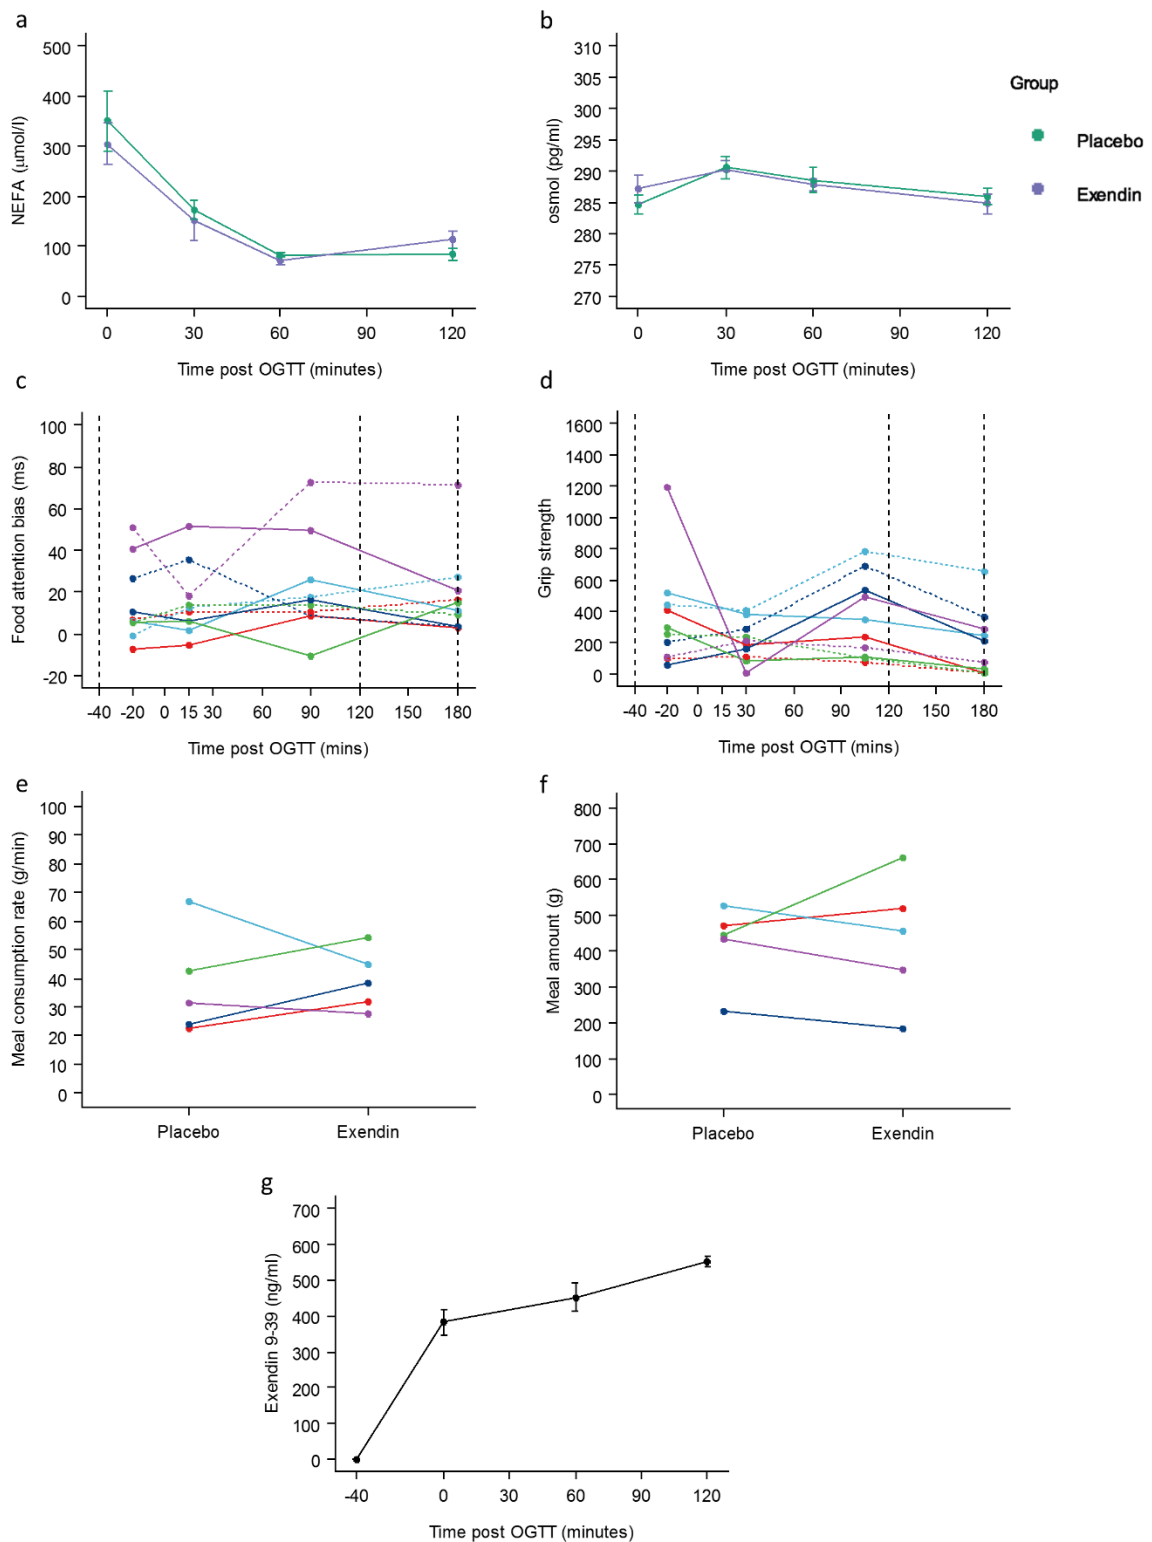 a
500
400
300
200
100
0
NEFA (µmol/l)
0 30 60 90 120
Time post OGTT (minutes)
b
310
305
300
295
290
285
280
275
270
osmol (pg/ml)
0 30 60 90 120
Time post OGTT (minutes)
Group
Placebo
Exendin
c
100
80
60
40
20
0
-20
Food attention bias (ms)
-40 -20 0 15 30 60 90 120 150 180
Time post OGTT (mins)
d
1600
1400
1200
1000
800
600
400
200
0
Grip strength
-40 -20 0 15 30 60 90 120 150 180
Time post OGTT (mins)
e
100
90
80
70
60
50
40
30
20
10
0
Meal consumption rate (g/min)
Placebo Exendin
f
800
700
600
500
400
300
200
100
0
Meal amount (g)
Placebo Exendin
g
700
600
500
400
300
200
100
0
Exendin 9-39 (ng/ml)
-40 0 30 60 90 120
Time post OGTT (minutes)